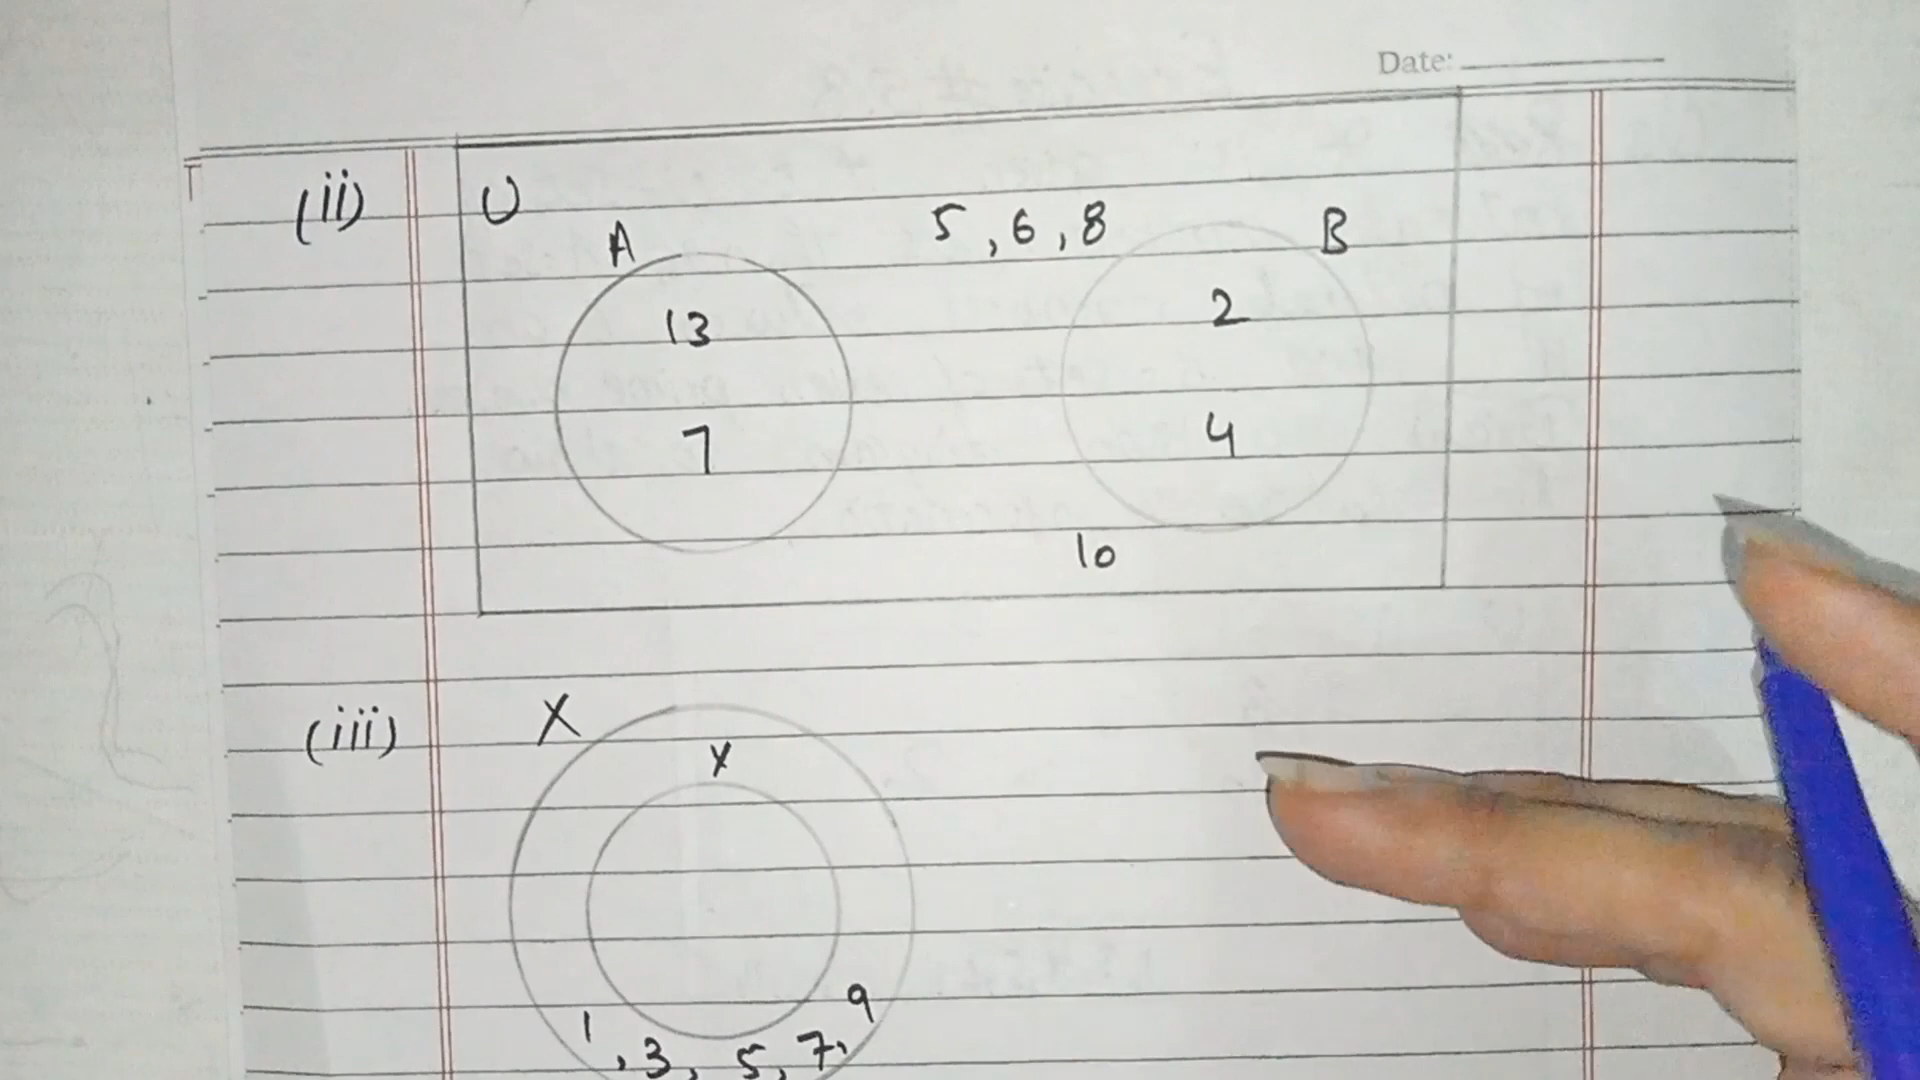 Date:
(ii) U
A 5, 6, 8 B
13 2
7 4
10
(iii) X
Y
1, 3, 5, 7, 9